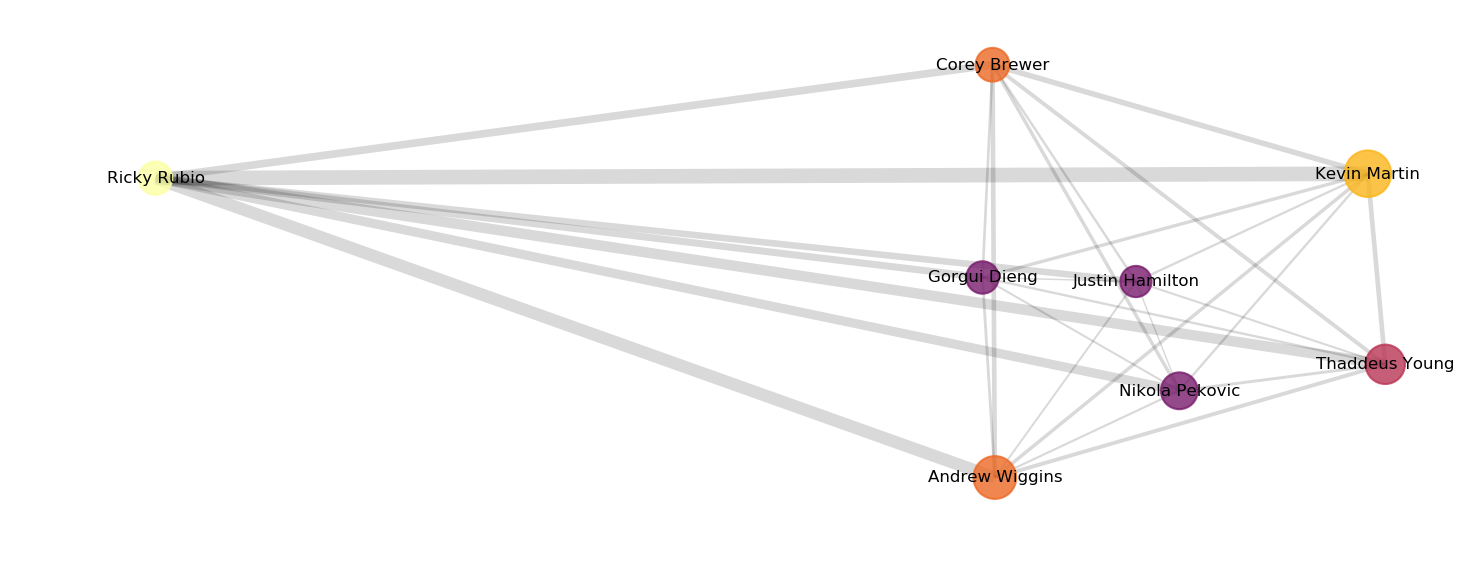 Corey Brewer
Ricky Rubio
Kevin Martin
Gorgui Dieng
Justin Hamilton
Thaddeus Young
Nikola Pekovic
Andrew Wiggins